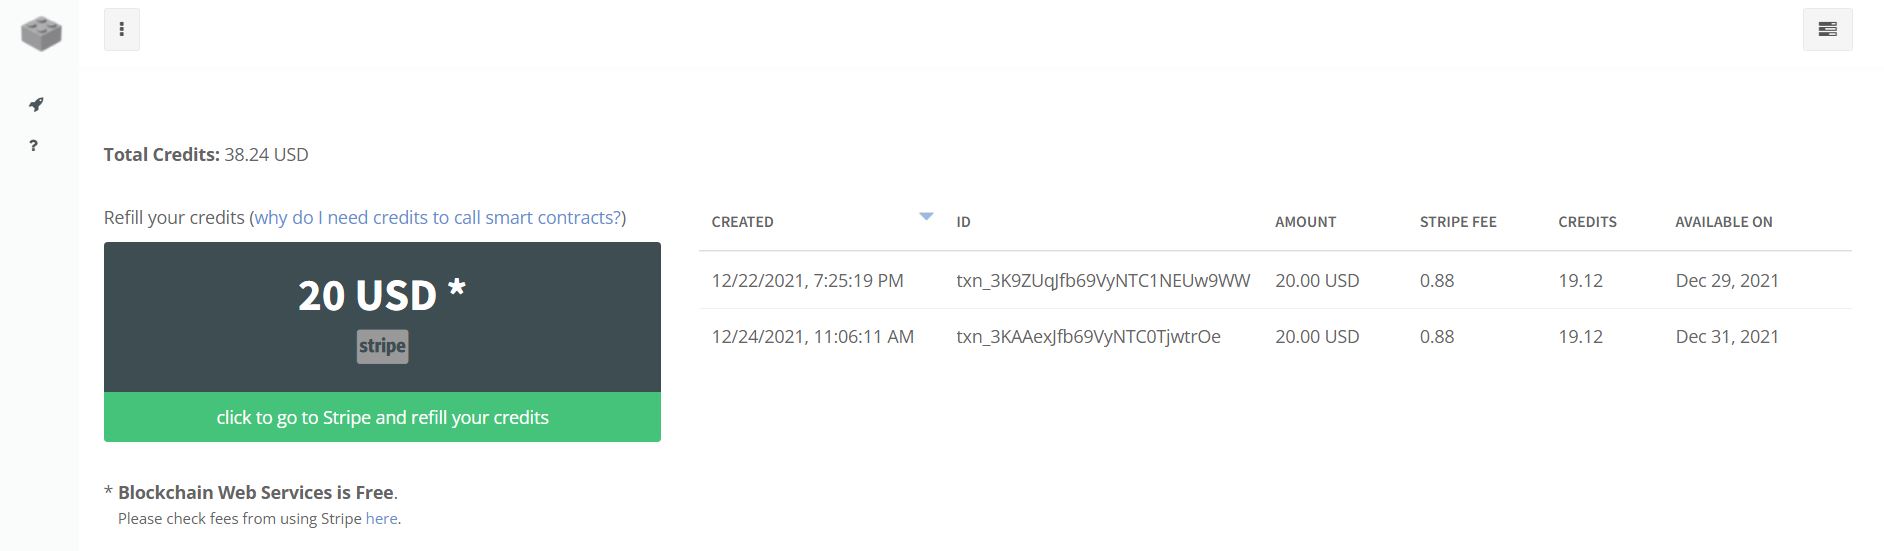 Total Credits: 38.24 USD
Refill your credits (why do I need credits to call smart contracts?)
20 USD *
stripe
click to go to Stripe and refill your credits
* Blockchain Web Services is Free.
Please check fees from using Stripe here.
CREATED ID AMOUNT STRIPE FEE CREDITS AVAILABLE ON
12/22/2021, 7:25:19 PM txn_3K9ZUqJfb69VyNTC1NEUw9WW 20.00 USD 0.88 19.12 Dec 29, 2021
12/24/2021, 11:06:11 AM txn_3KAAexJfb69VyNTC0TjwtrOe 20.00 USD 0.88 19.12 Dec 31, 2021